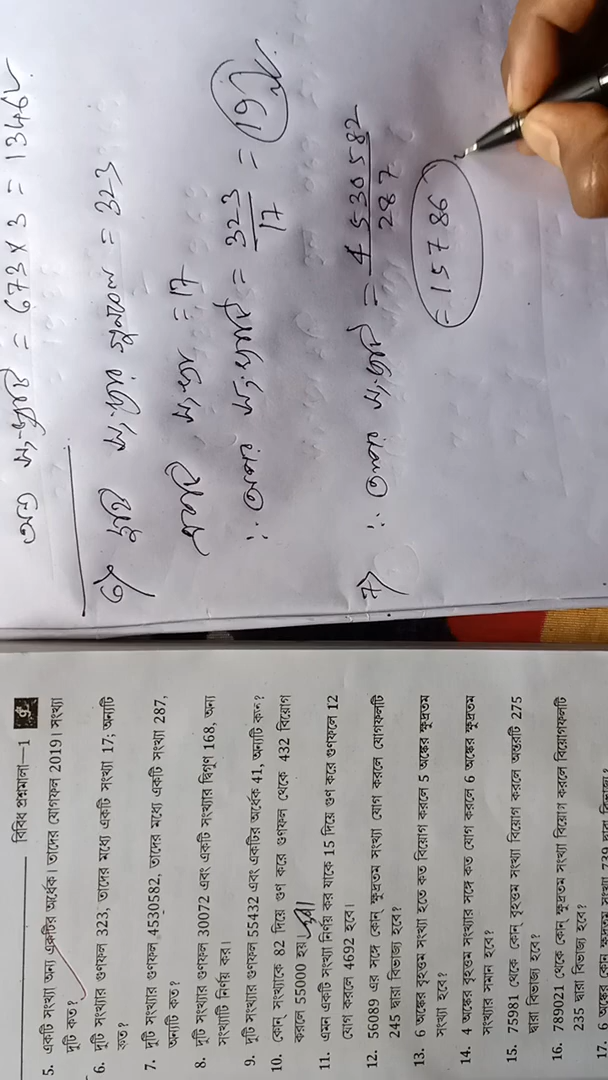 বিবিধ প্রশ্নমালা—1
5. একটি সংখ্যা অন্য একটির অর্ধেক। তাদের যোগফল 2019। সংখ্যা
দুটি কত?
6. দুটি সংখ্যার গুণফল 323, তাদের মধ্যে একটি সংখ্যা 17; অন্যটি
কত?
7. দুটি সংখ্যার গুণফল 4530582, তাদের মধ্যে একটি সংখ্যা 287,
অন্যটি কত?
8. দুটি সংখ্যার গুণফল 30072 এবং একটি সংখ্যার দ্বিগুণ 168, অন্য
সংখ্যাটি নির্ণয় কর।
9. দুটি সংখ্যার গুণফল 55432 এবং একটির অর্ধেক 41, অন্যটি কত?
10. কোন্ সংখ্যাকে 82 দিয়ে গুণ করে গুণফল থেকে 432 বিয়োগ
করলে 55000 হয়।
11. এমন একটি সংখ্যা নির্ণয় কর যাকে 15 দিয়ে গুণ করে গুণফলে 12
যোগ করলে 4692 হবে।
12. 56089 এর সঙ্গে কোন্ ক্ষুদ্রতম সংখ্যা যোগ করলে যোগফলটি
245 দ্বারা বিভাজ্য হবে?
13. 6 অঙ্কের বৃহত্তম সংখ্যা হতে কত বিয়োগ করলে 5 অঙ্কের ক্ষুদ্রতম
সংখ্যা হবে?
14. 4 অঙ্কের বৃহত্তম সংখ্যার সঙ্গে কত যোগ করলে 6 অঙ্কের ক্ষুদ্রতম
সংখ্যার সমান হবে?
15. 75981 থেকে কোন্ বৃহত্তম সংখ্যা বিয়োগ করলে অন্তরটি 275
দ্বারা বিভাজ্য হবে?
16. 789021 থেকে কোন্ ক্ষুদ্রতম সংখ্যা বিয়োগ করলে বিয়োগফলটি
235 দ্বারা বিভাজ্য হবে?
17. 6 অঙ্কের কোন্ ক্ষুদ্রতম সংখ্যা 739 দ্বারা বিভাজ্য?
= 673 x 3 = 1346
6) দুটি সংখ্যার গুণফল = 323
একটি সংখ্যা = 17
∴ অপর সংখ্যাটি = 323
17
= 19
7) ∴ অপর সংখ্যাটি = 4530582
287
= 15786